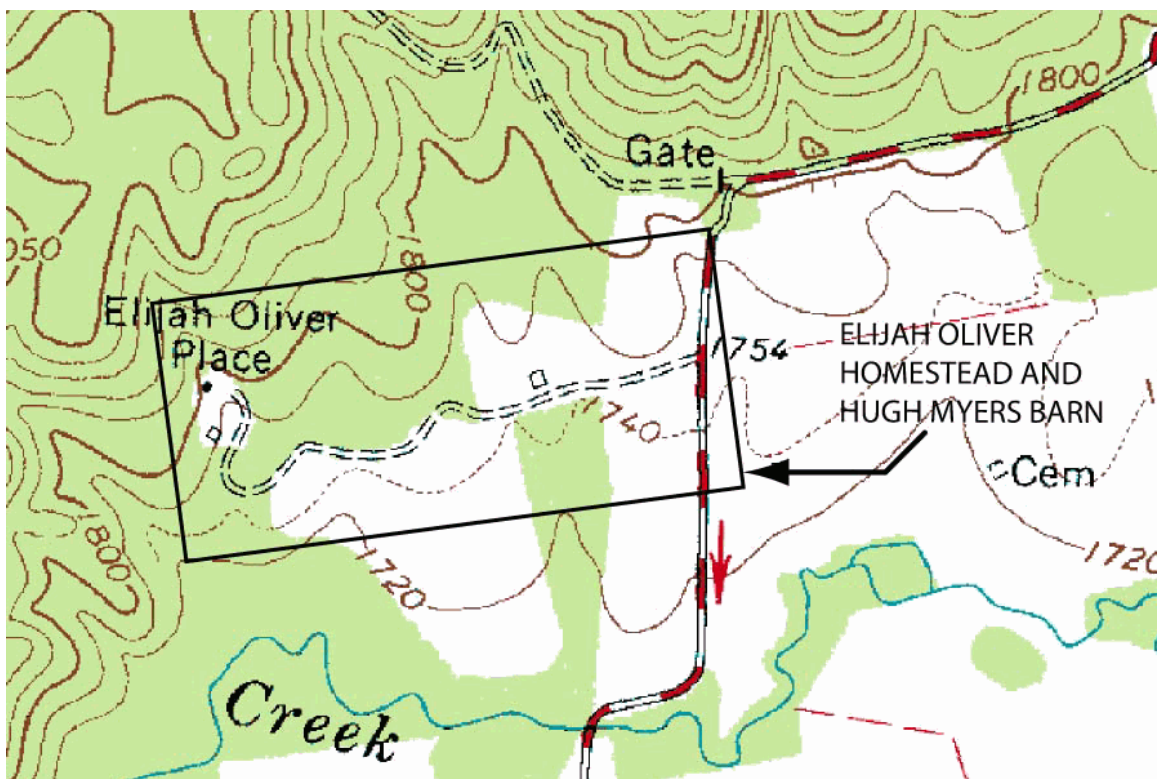 1800
Gate
050
1800
Elijah Oliver
Place
1754
ELIJAH OLIVER
HOMESTEAD AND
HUGH MYERS BARN
1740
Cem
1800
1720
1720
Creek